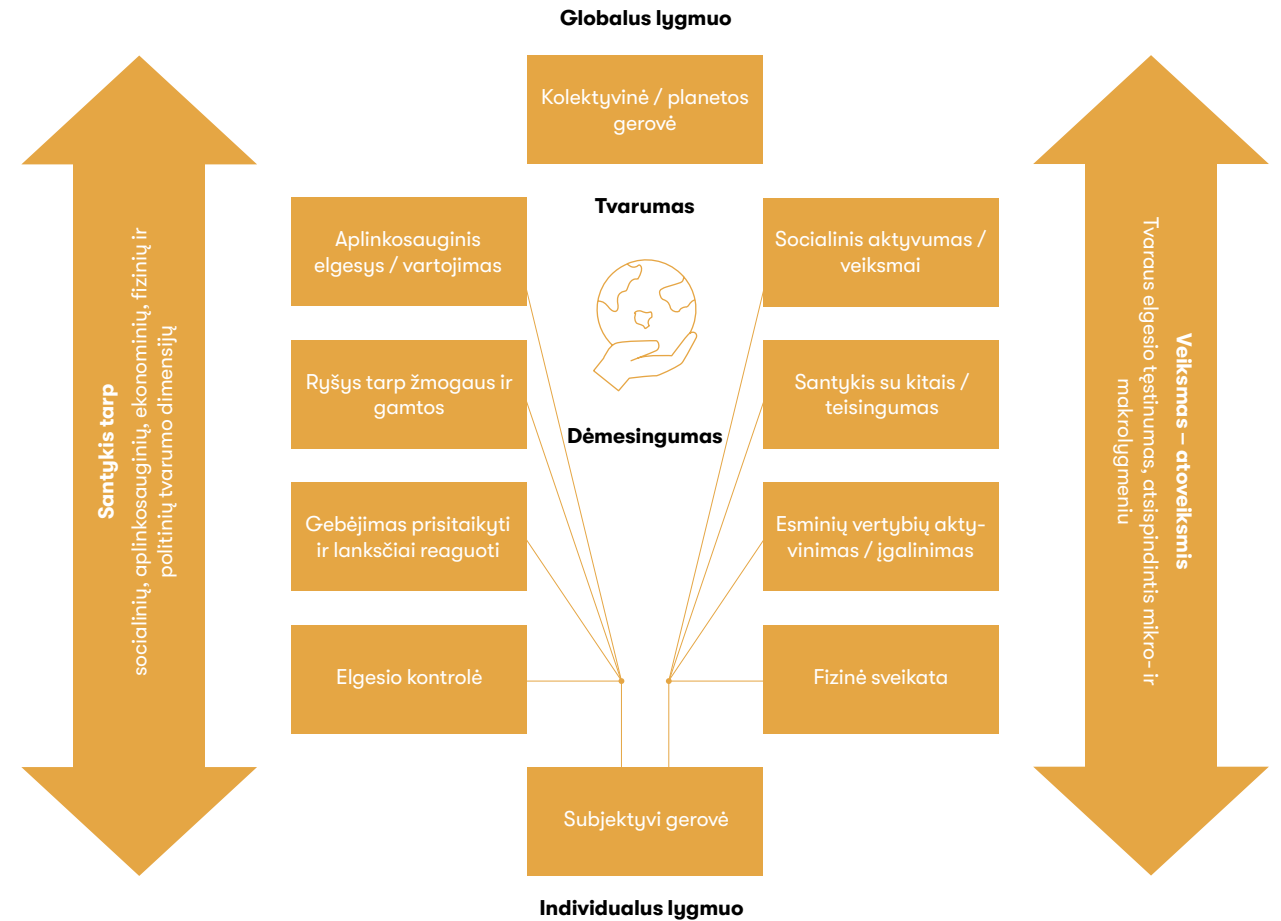 Globalus lygmuo
Kolektyvinė / planetos
gerovė
Santykis tarp
socialinių, aplinkosauginių, ekonominių, fizinių ir
politinių tvarumo dimensijų
Tvarumas
Aplinkosauginis
elgesys / vartojimas
Socialinis aktyvumas /
veiksmai
Ryšys tarp žmogaus ir
gamtos
Santykis su kitais /
teisingumas
Dėmesingumas
Gebėjimas prisitaikyti
ir lanksčiai reaguoti
Esminių vertybių akty-
vinimas / įgalinimas
Elgesio kontrolė
Fizinė sveikata
Subjektyvi gerovė
Individualus lygmuo
Veiksmas – atoveiksmis
Tvaraus elgesio tęstinumas, atsispindintis mikro- ir
makrolygmeniu